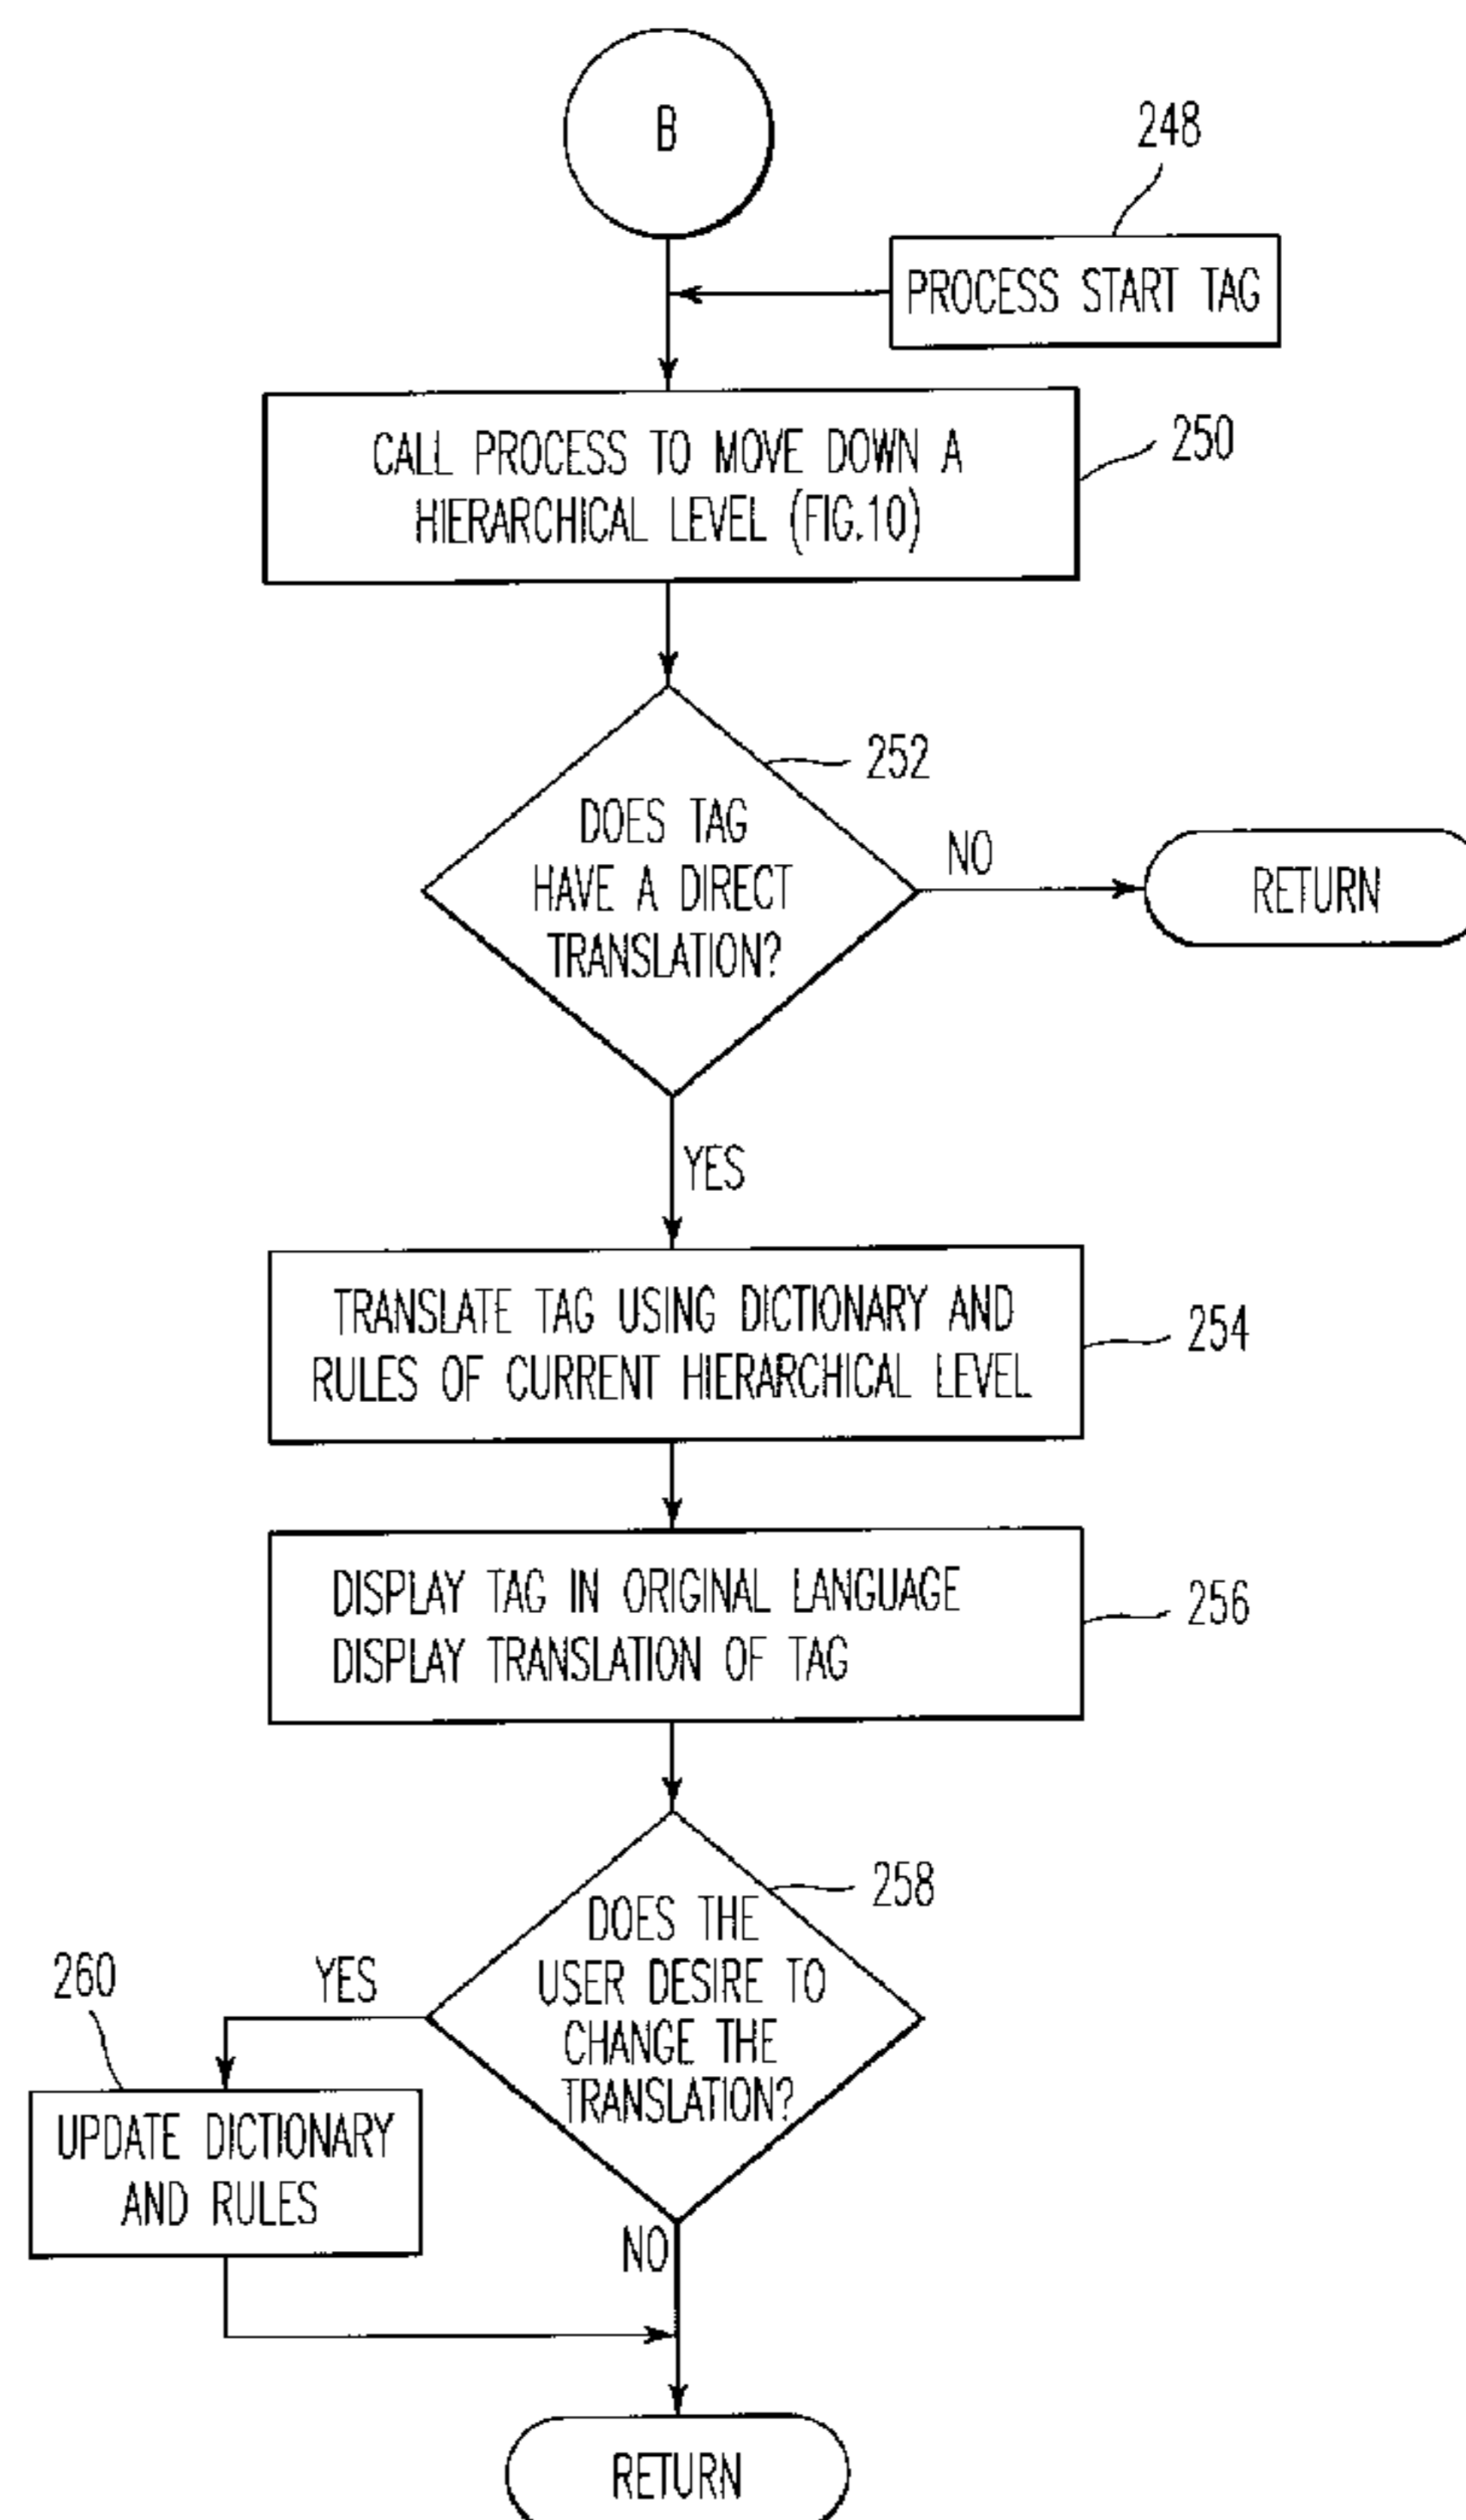 B
248
PROCESS START TAG
CALL PROCESS TO MOVE DOWN A
HIERARCHICAL LEVEL (FIG.10)
250
252
DOES TAG
HAVE A DIRECT
TRANSLATION?
NO
RETURN
YES
TRANSLATE TAG USING DICTIONARY AND
RULES OF CURRENT HIERARCHICAL LEVEL
254
DISPLAY TAG IN ORIGINAL LANGUAGE
DISPLAY TRANSLATION OF TAG
256
258
DOES THE
USER DESIRE TO
CHANGE THE
TRANSLATION?
YES
260
UPDATE DICTIONARY
AND RULES
NO
RETURN